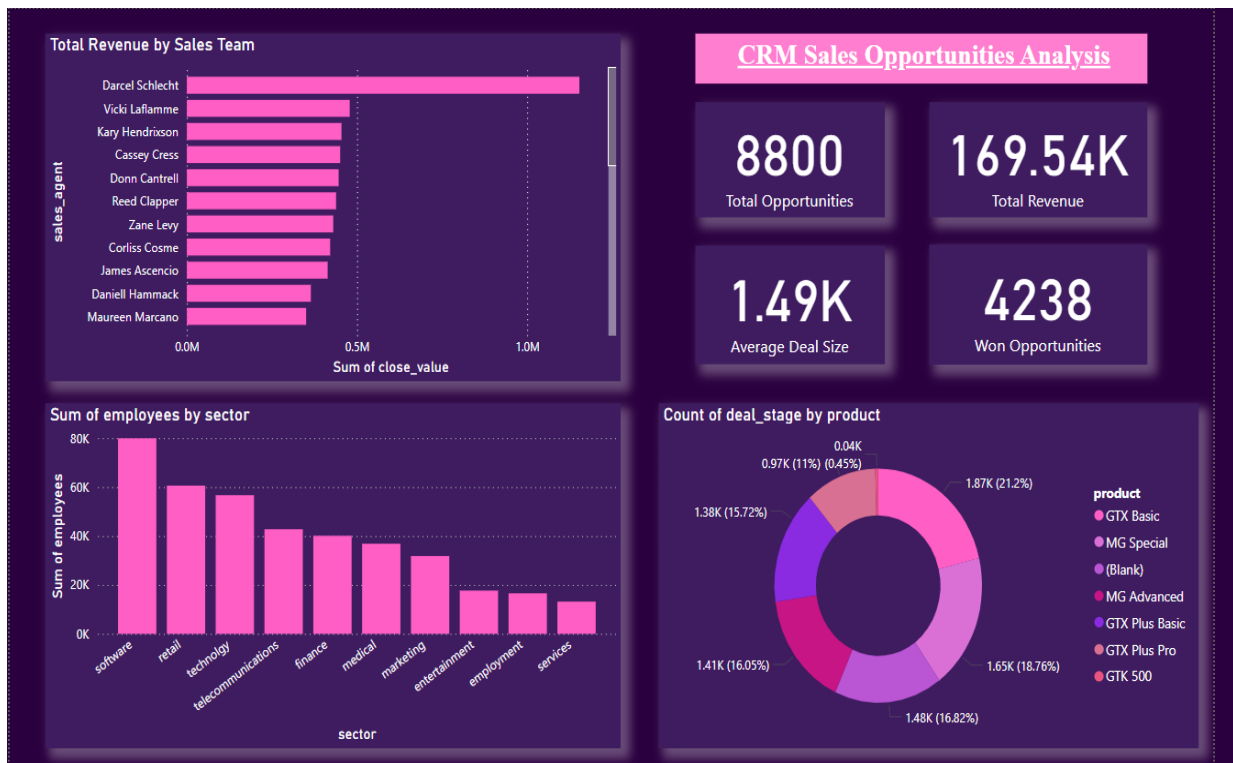 Total Revenue by Sales Team
sales_agent
Darcel Schlecht
Vicki Laflamme
Kary Hendrixson
Cassey Cress
Donn Cantrell
Reed Clapper
Zane Levy
Corliss Cosme
James Ascencio
Daniell Hammack
Maureen Marcano
0.0M 0.5M 1.0M
Sum of close_value
CRM Sales Opportunities Analysis
8800
Total Opportunities
169.54K
Total Revenue
1.49K
Average Deal Size
4238
Won Opportunities
Sum of employees by sector
Sum of employees
80K
60K
40K
20K
0K
software
retail
technolgy
telecommunications
finance
medical
marketing
entertainment
employment
services
sector
Count of deal_stage by product
0.04K
(0.45%)
0.97K (11%)
1.87K (21.2%)
1.38K (15.72%)
1.41K (16.05%)
1.65K (18.76%)
1.48K (16.82%)
product
GTX Basic
MG Special
(Blank)
MG Advanced
GTX Plus Basic
GTX Plus Pro
GTK 500